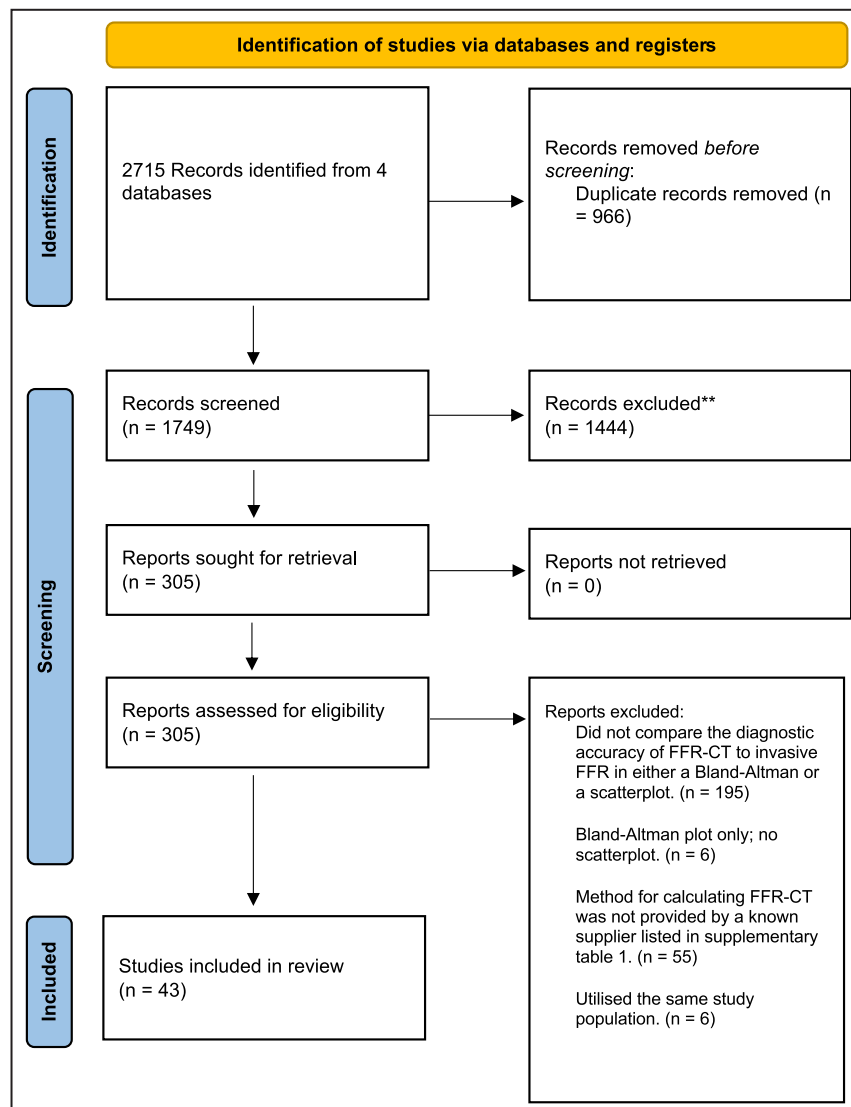 Identification of studies via databases and registers
Identification
2715 Records identified from 4
databases
Records removed before
screening:
Duplicate records removed (n
= 966)
Screening
Records screened
(n = 1749)
Records excluded**
(n = 1444)
Reports sought for retrieval
(n = 305)
Reports not retrieved
(n = 0)
Reports assessed for eligibility
(n = 305)
Reports excluded:
Did not compare the diagnostic
accuracy of FFR-CT to invasive
FFR in either a Bland-Altman or
a scatterplot. (n = 195)
Bland-Altman plot only; no
scatterplot. (n = 6)
Method for calculating FFR-CT
was not provided by a known
supplier listed in supplementary
table 1. (n = 55)
Utilised the same study
population. (n = 6)
Included
Studies included in review
(n = 43)